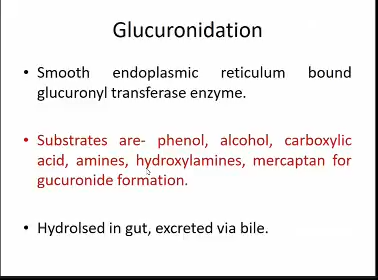 Glucuronidation
• Smooth endoplasmic reticulum bound
glucuronyl transferase enzyme.
• Substrates are- phenol, alcohol, carboxylic
acid, amines, hydroxylamines, mercaptan for
gucuronide formation.
• Hydrolsed in gut, excreted via bile.